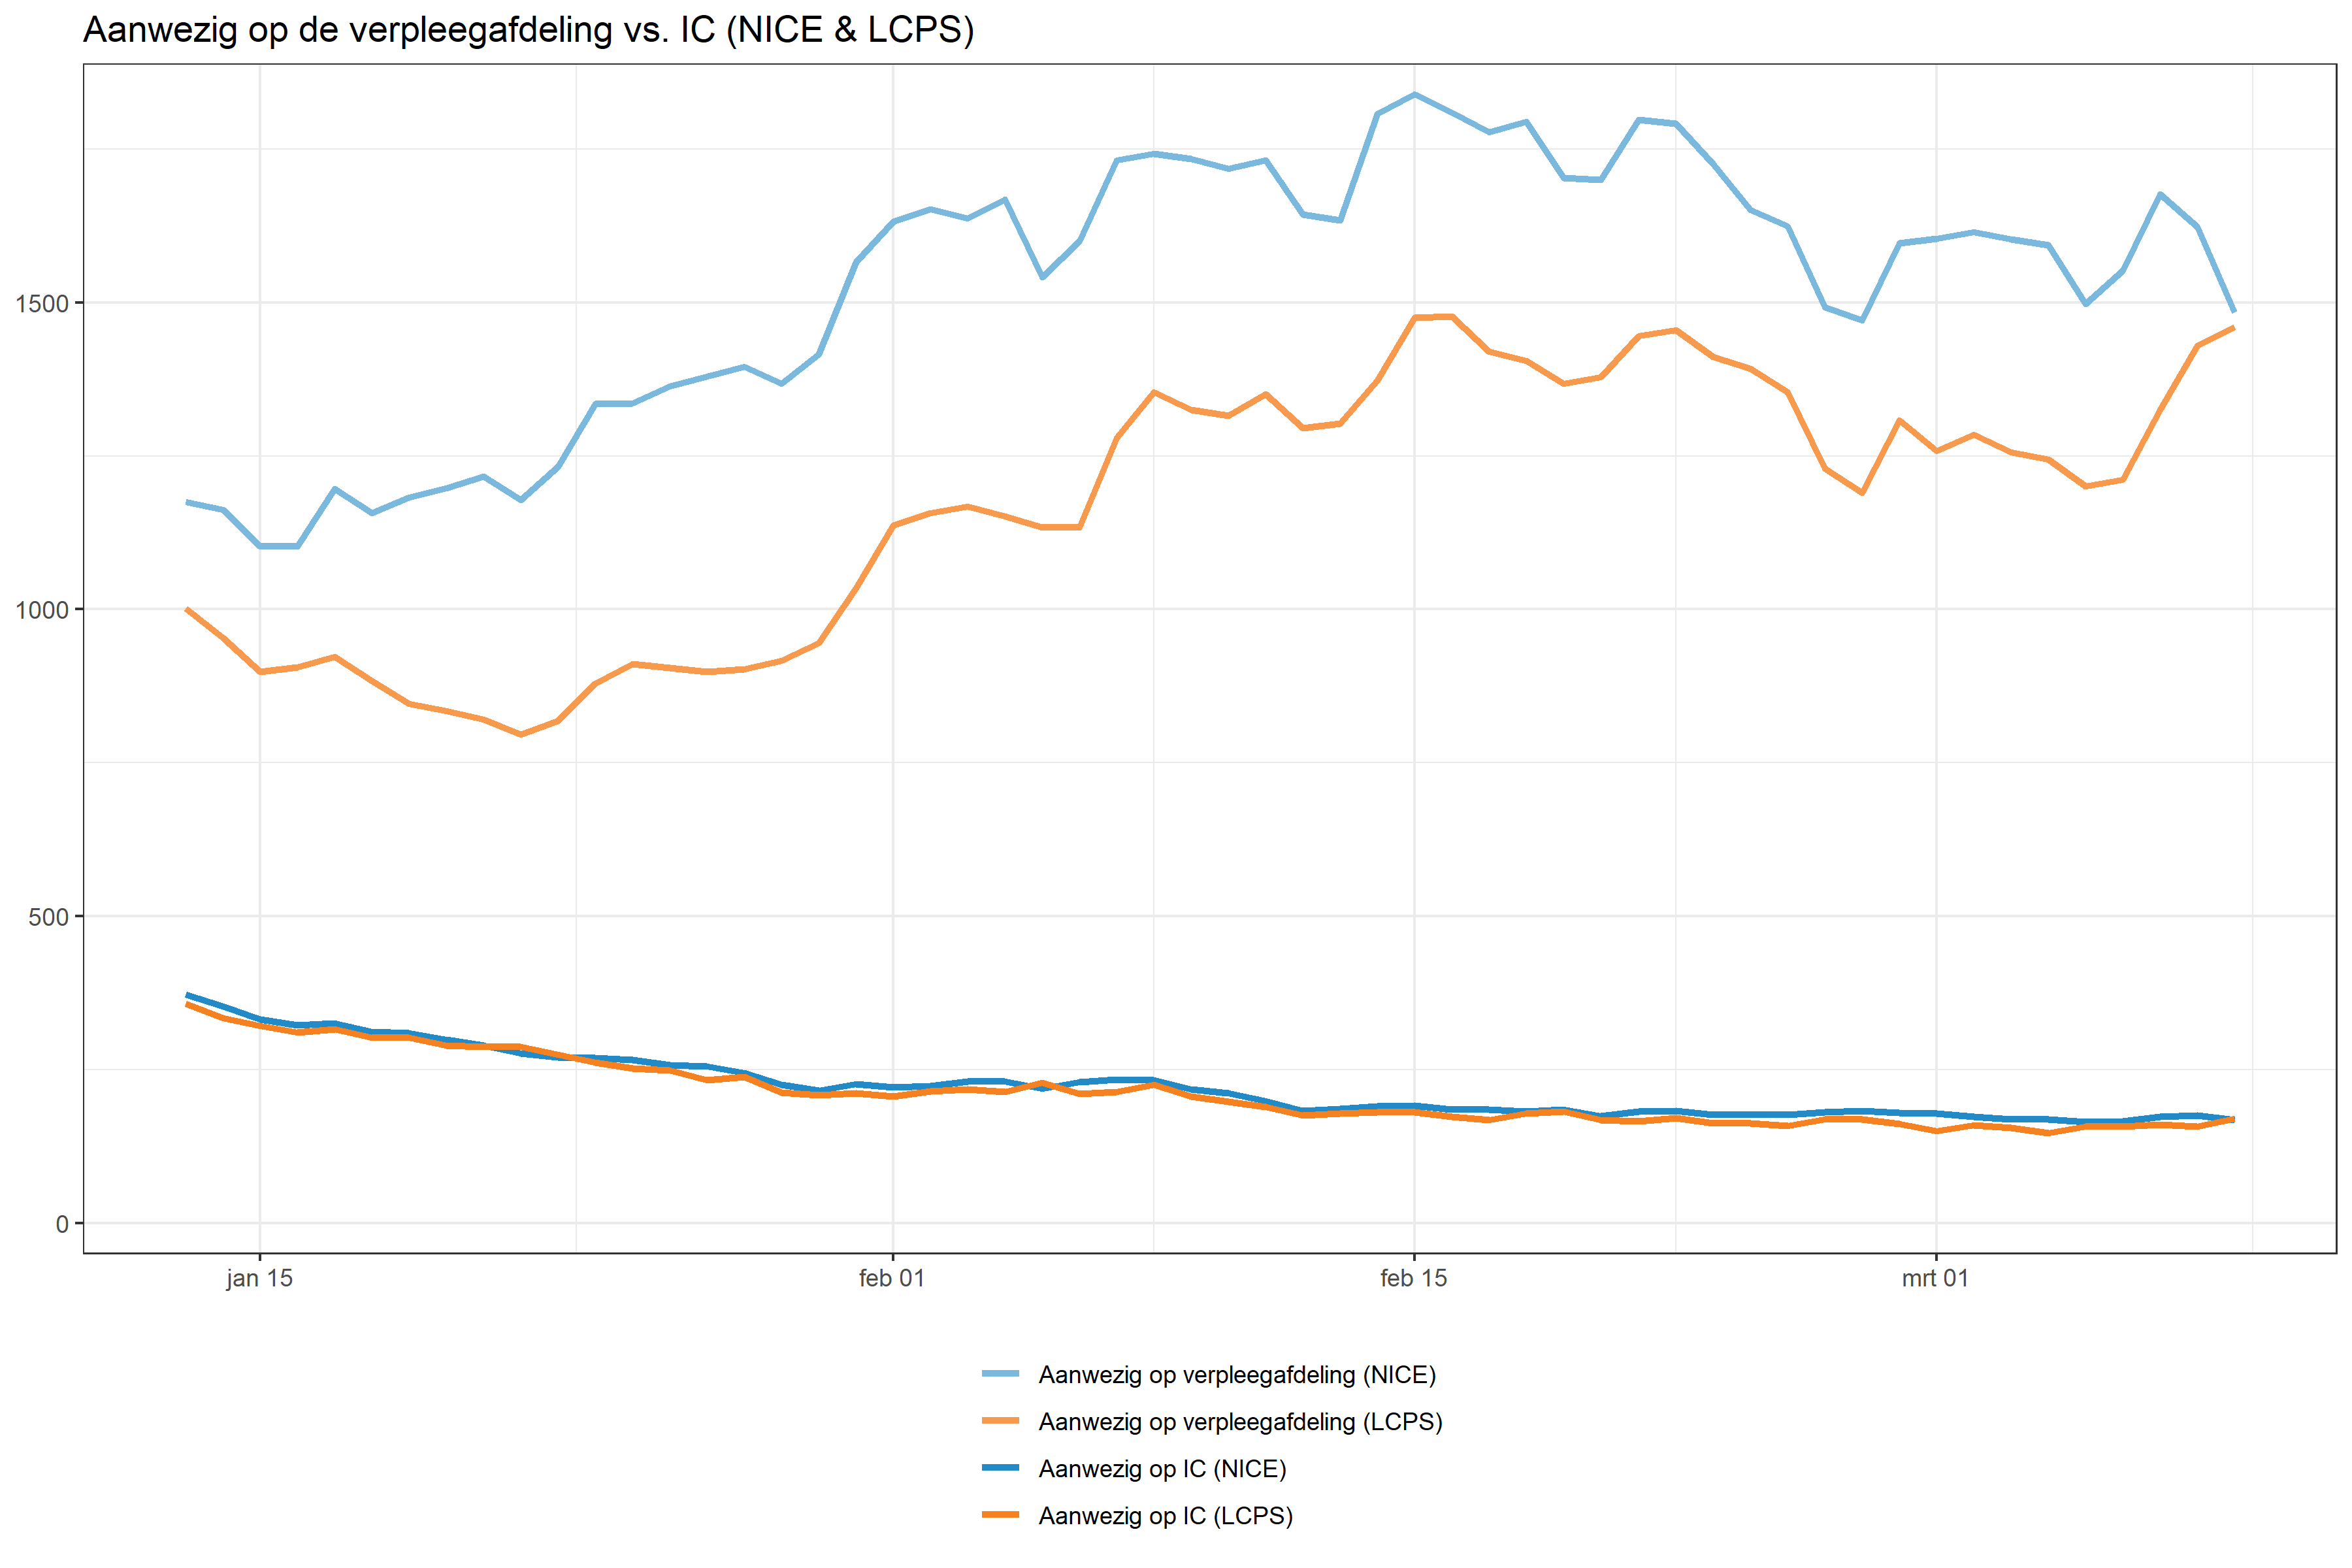 Aanwezig op de verpleegafdeling vs. IC (NICE & LCPS)
1500
1000
500
0
jan 15
feb 01
feb 15
mrt 01
Aanwezig op verpleegafdeling (NICE)
Aanwezig op verpleegafdeling (LCPS)
Aanwezig op IC (NICE)
Aanwezig op IC (LCPS)